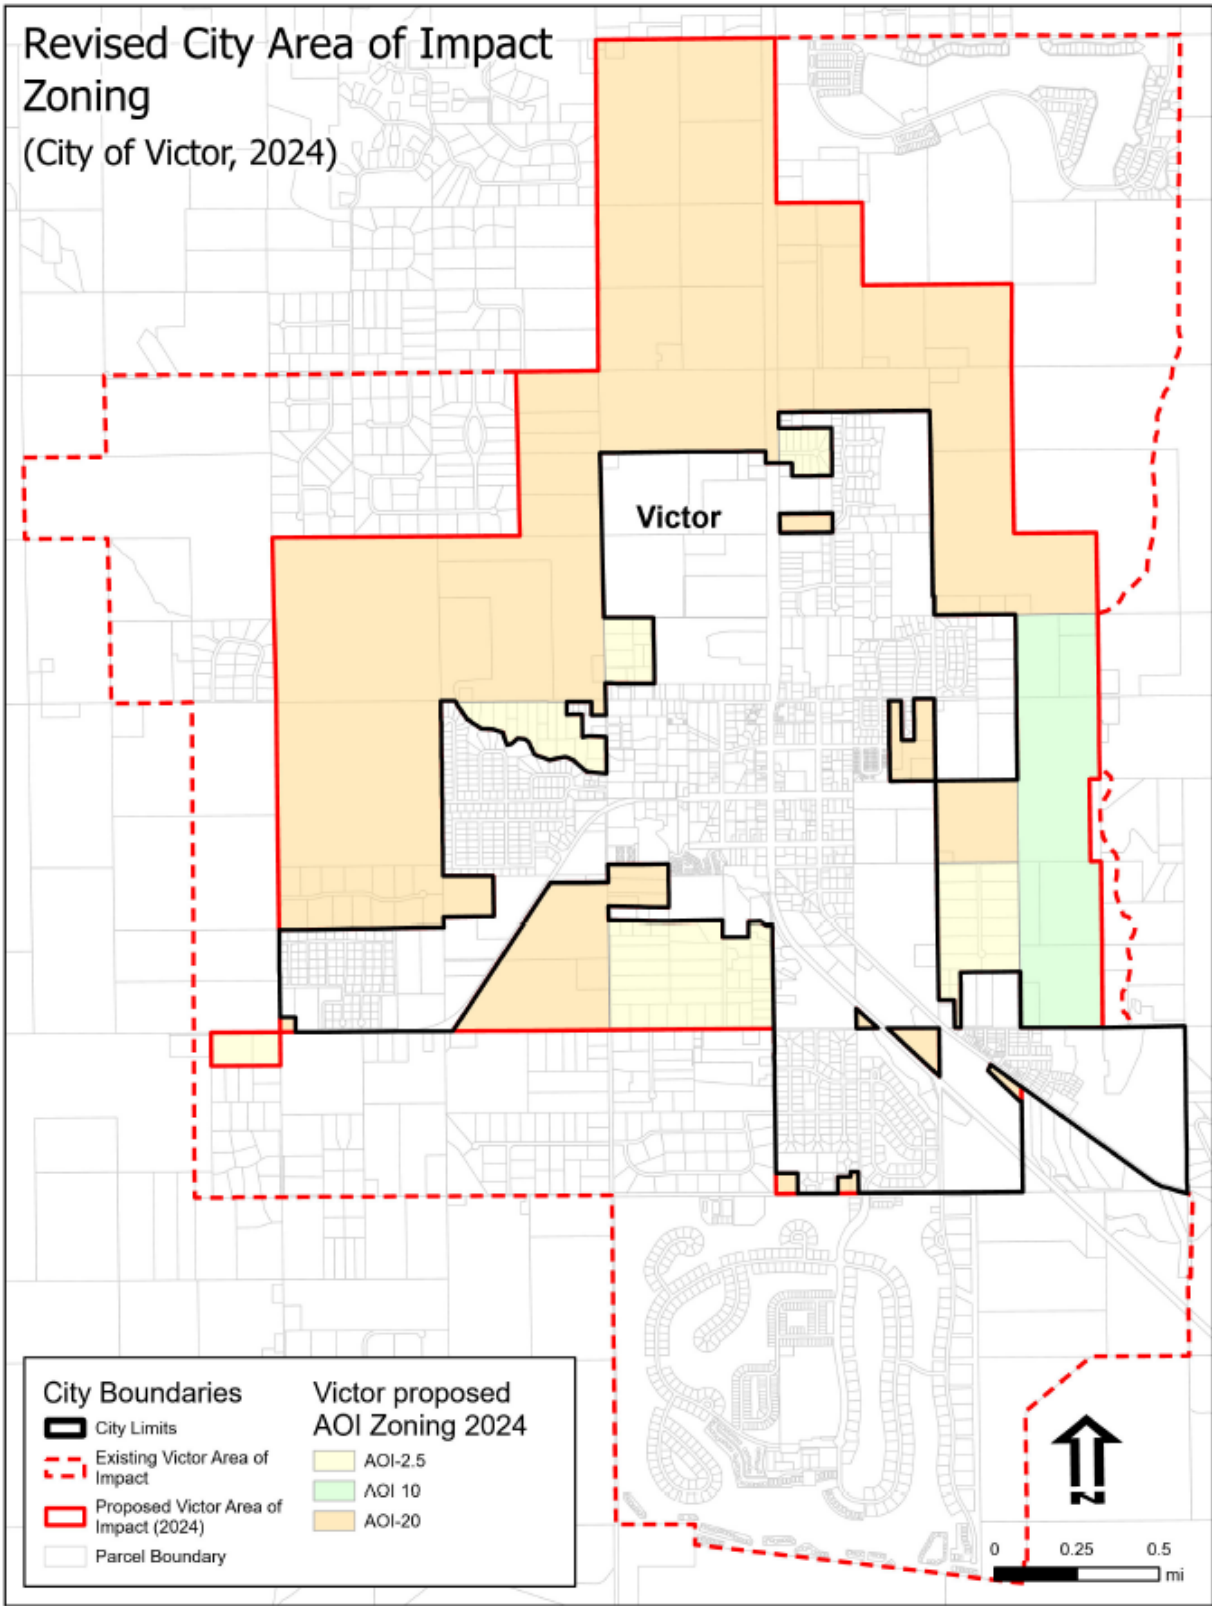 Revised City Area of Impact
Zoning
(City of Victor, 2024)
Victor
City Boundaries
City Limits
Existing Victor Area of
Impact
Proposed Victor Area of
Impact (2024)
Parcel Boundary
Victor proposed
AOI Zoning 2024
AOI-2.5
AOI 10
AOI-20
N
0 0.25 0.5
mi